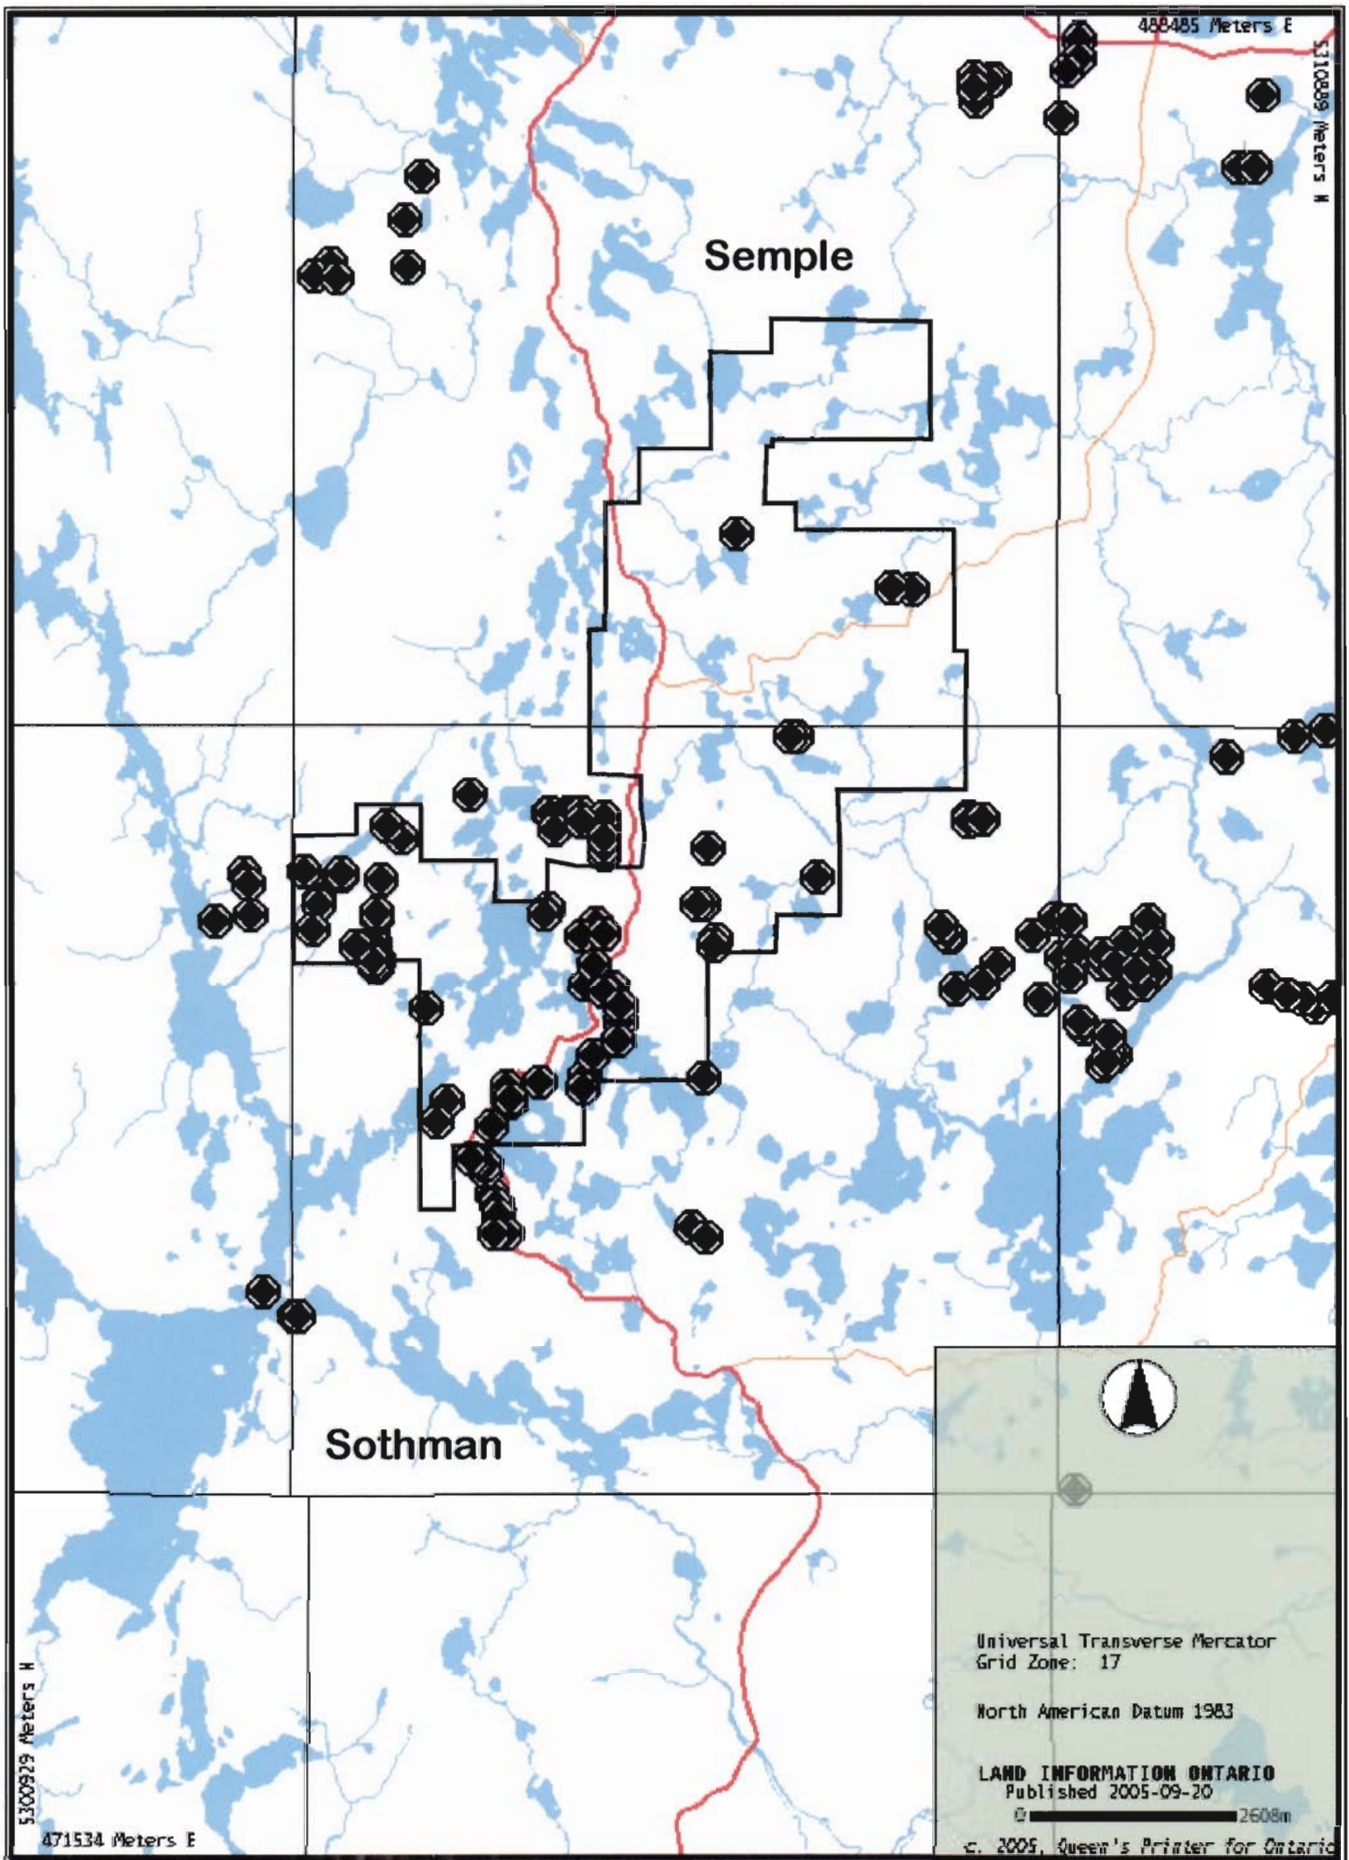 488485 Meters E
5310889 Meters N
Semple
Sothman
5300929 Meters N
471534 Meters E
Universal Transverse Mercator
Grid Zone: 17
North American Datum 1983
LAND INFORMATION ONTARIO
Published 2005-09-20
0 2608m
c. 2005, Queen's Printer for Ontario